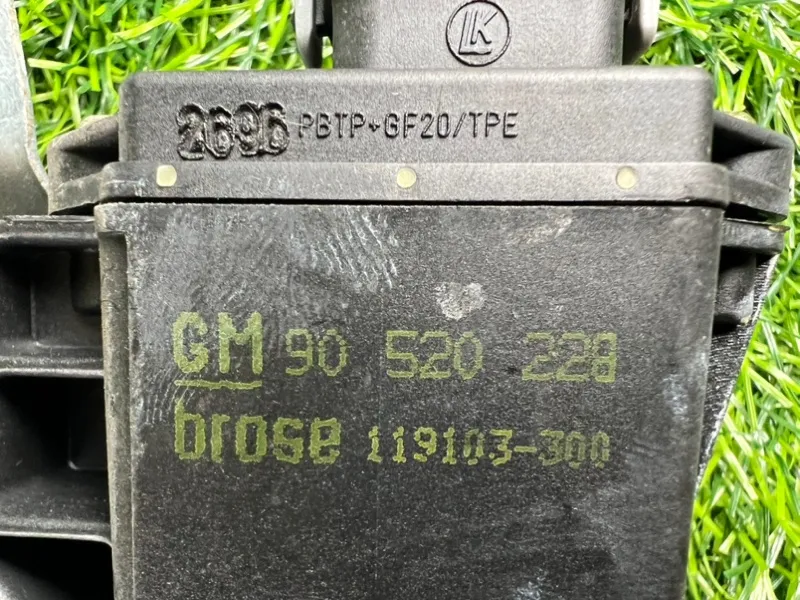 LK
2696 PBTP+GF20/TPE
GM 90 520 228
brose 119103-300